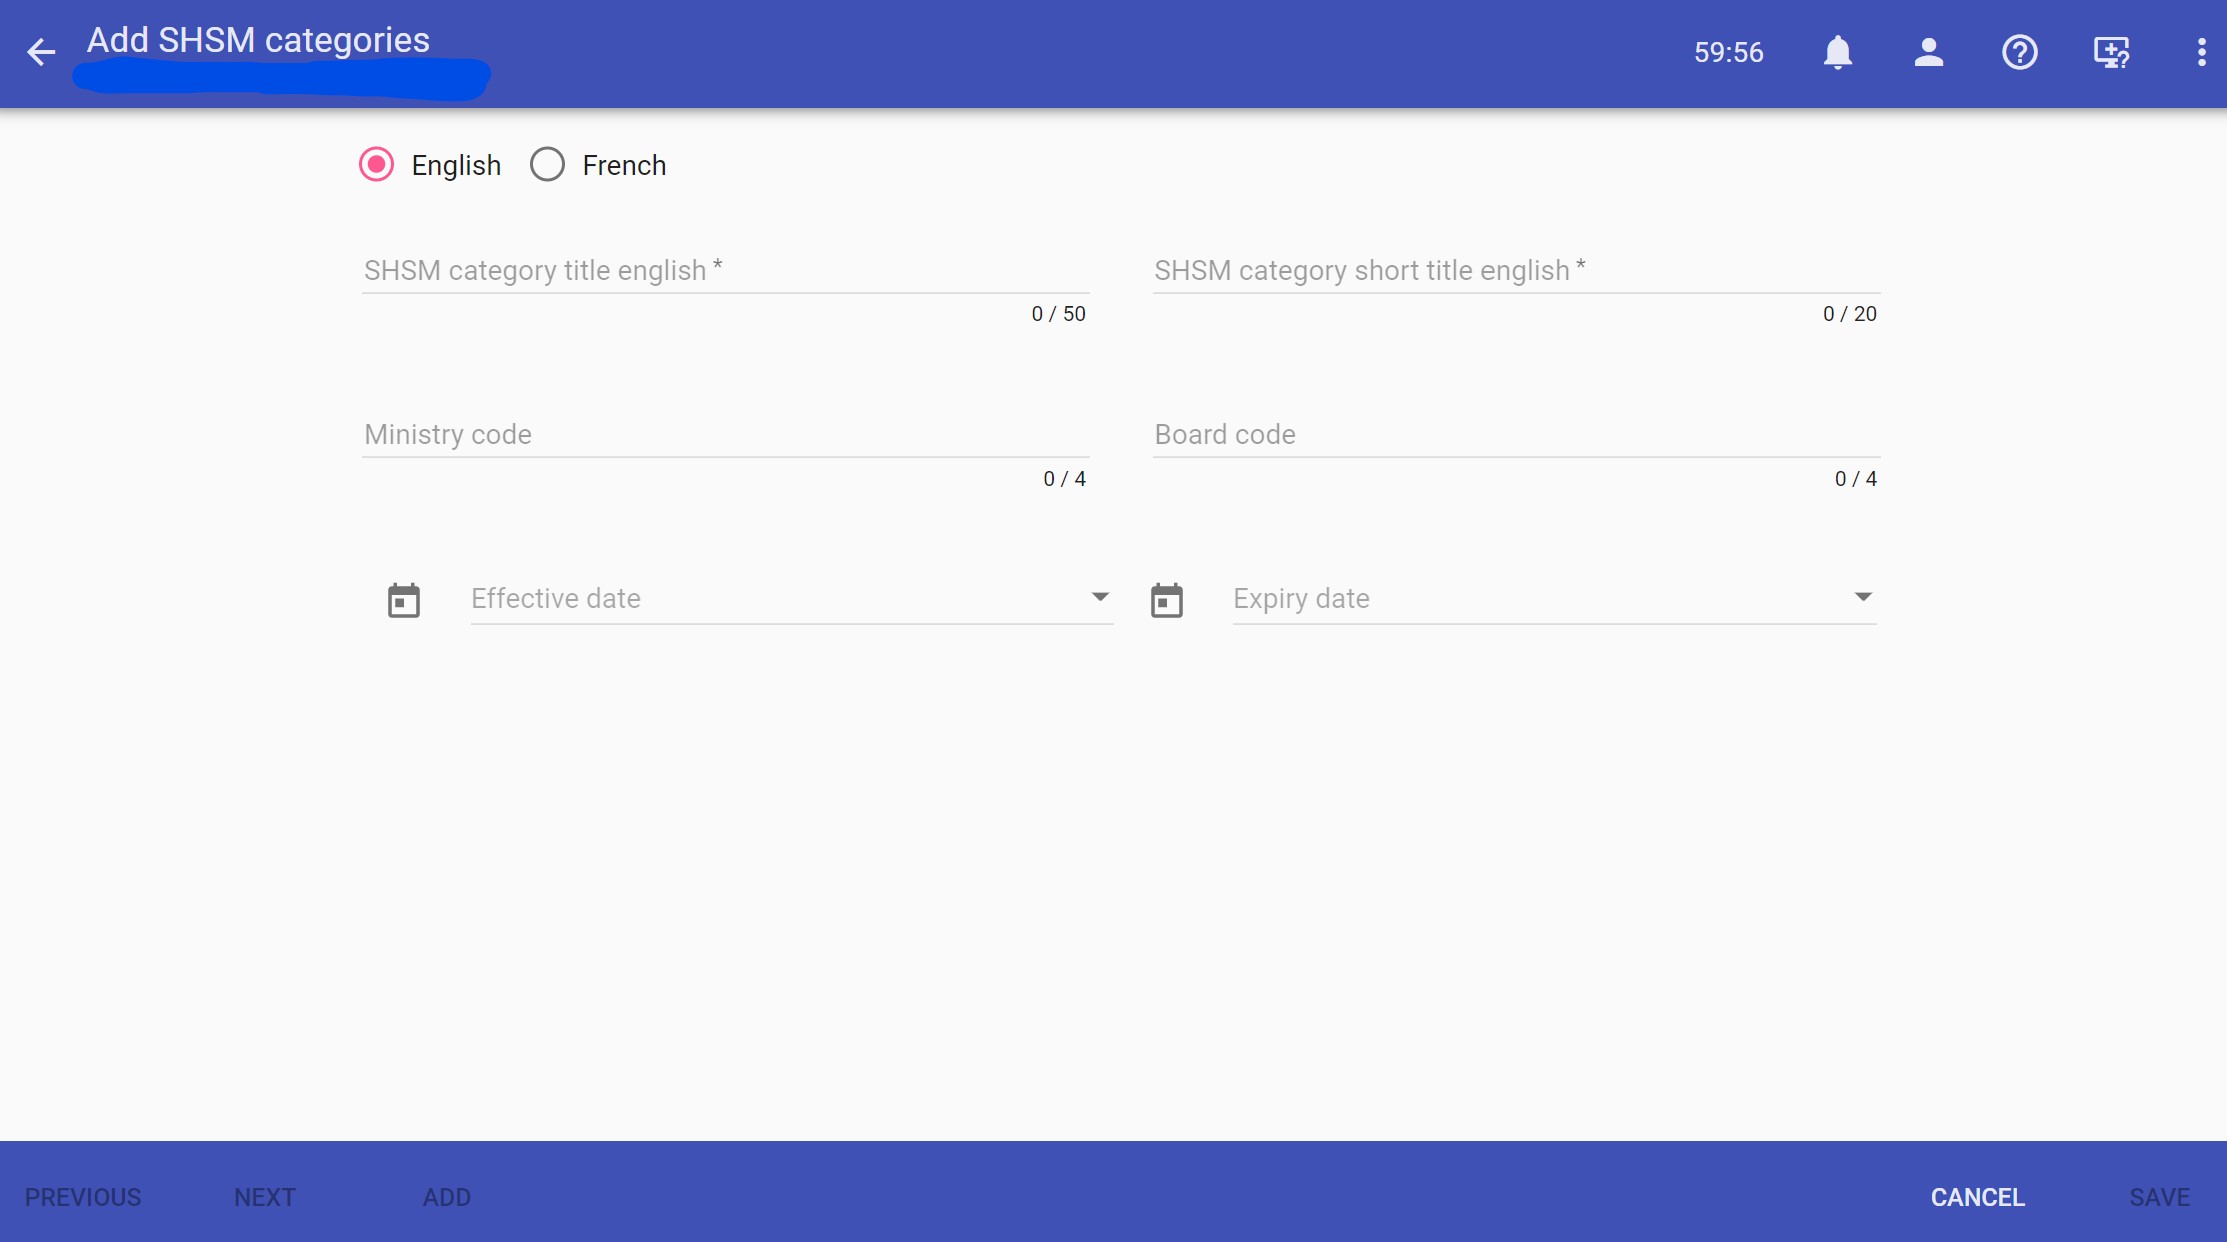 Add SHSM categories
59:56
English French
SHSM category title english *
0 / 50
SHSM category short title english *
0 / 20
Ministry code
0 / 4
Board code
0 / 4
Effective date
Expiry date
PREVIOUS NEXT ADD CANCEL SAVE